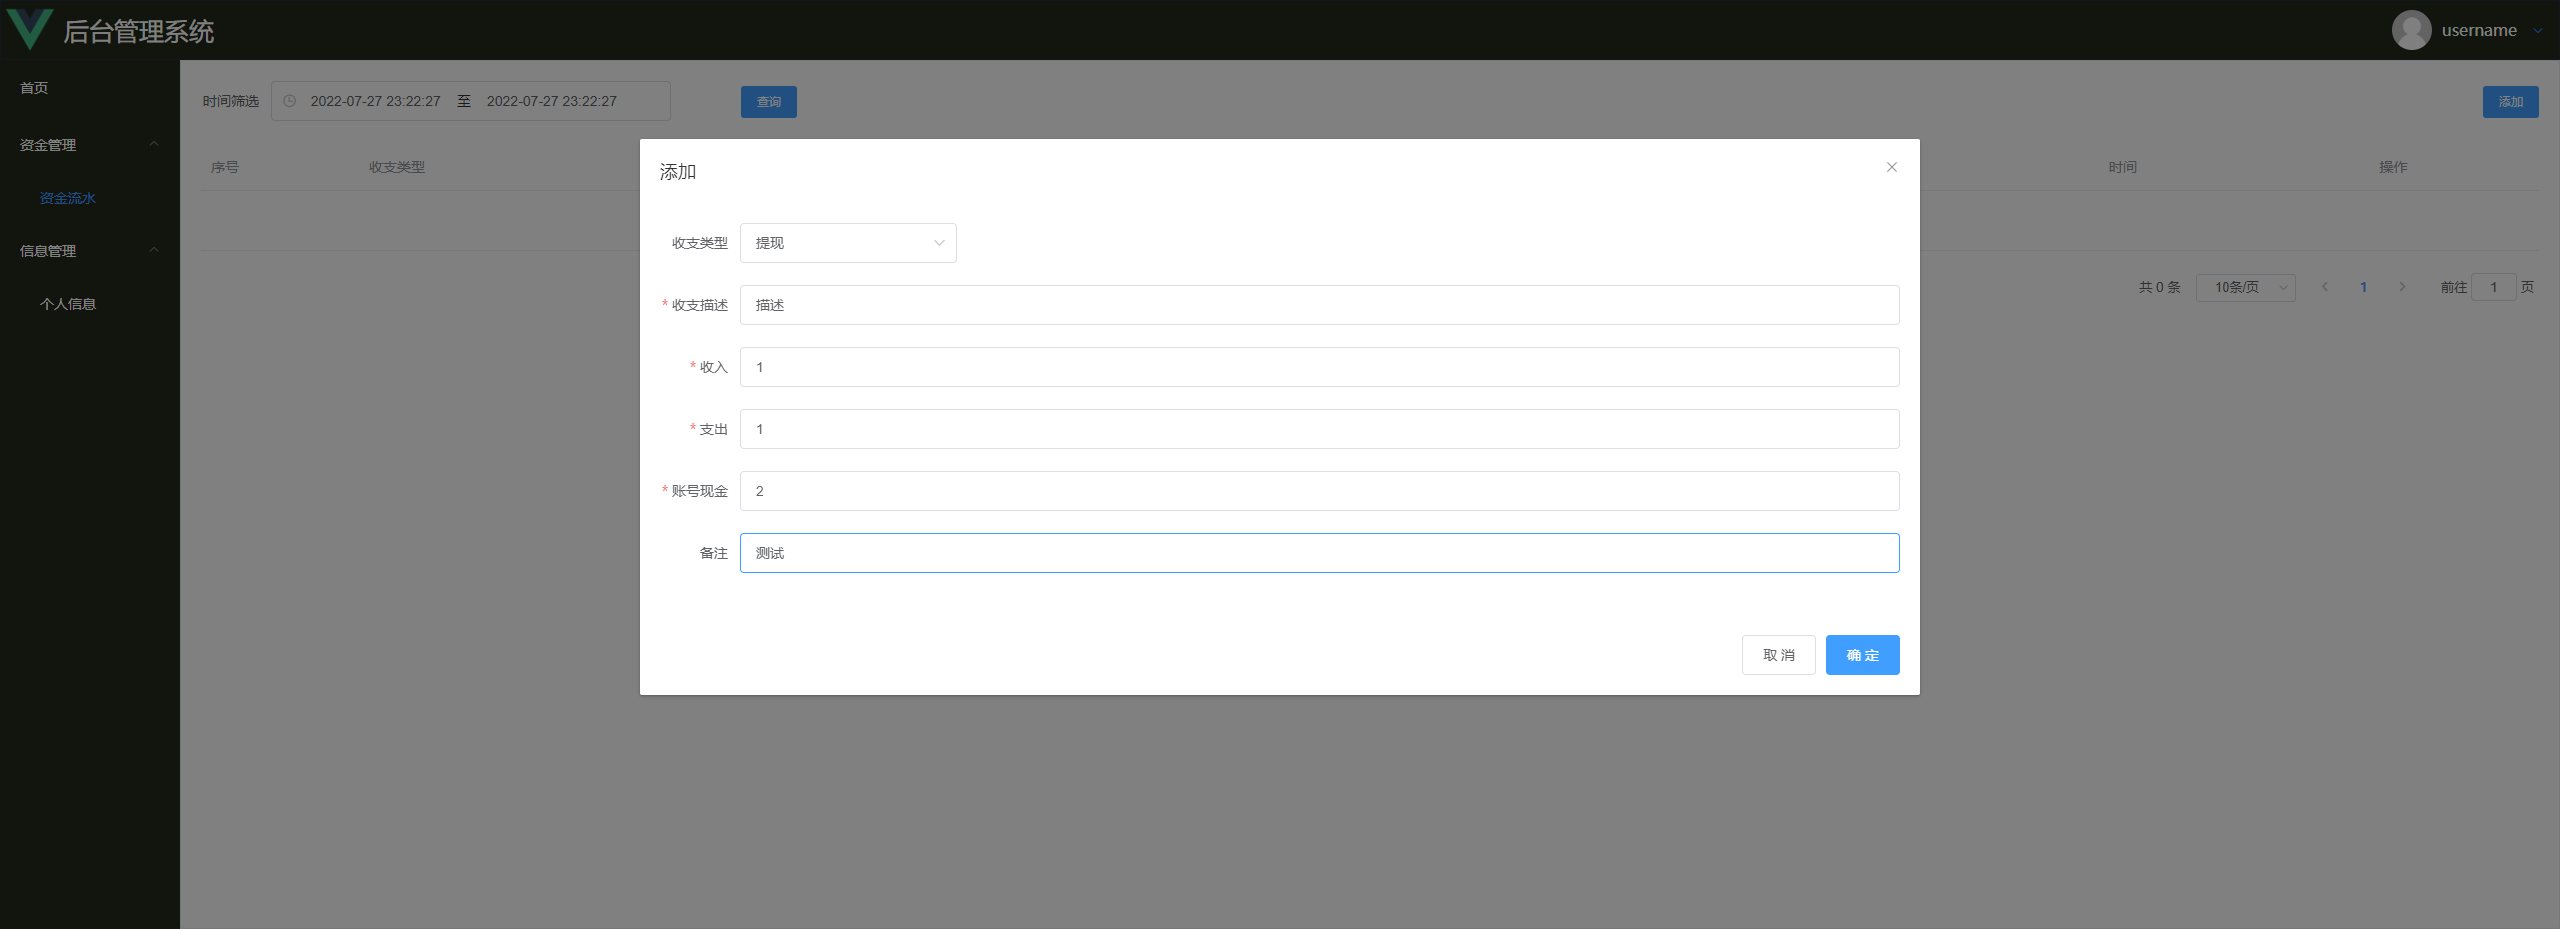 后台管理系统
username
首页
资金管理
资金流水
信息管理
个人信息
时间筛选 2022-07-27 23:22:27 至 2022-07-27 23:22:27 查询 添加
序号 收支类型 时间 操作
共 0 条 10条/页 1 前往 1 页
添加
收支类型 提现
* 收支描述 描述
* 收入 1
* 支出 1
* 账号现金 2
备注 测试
取 消 确 定